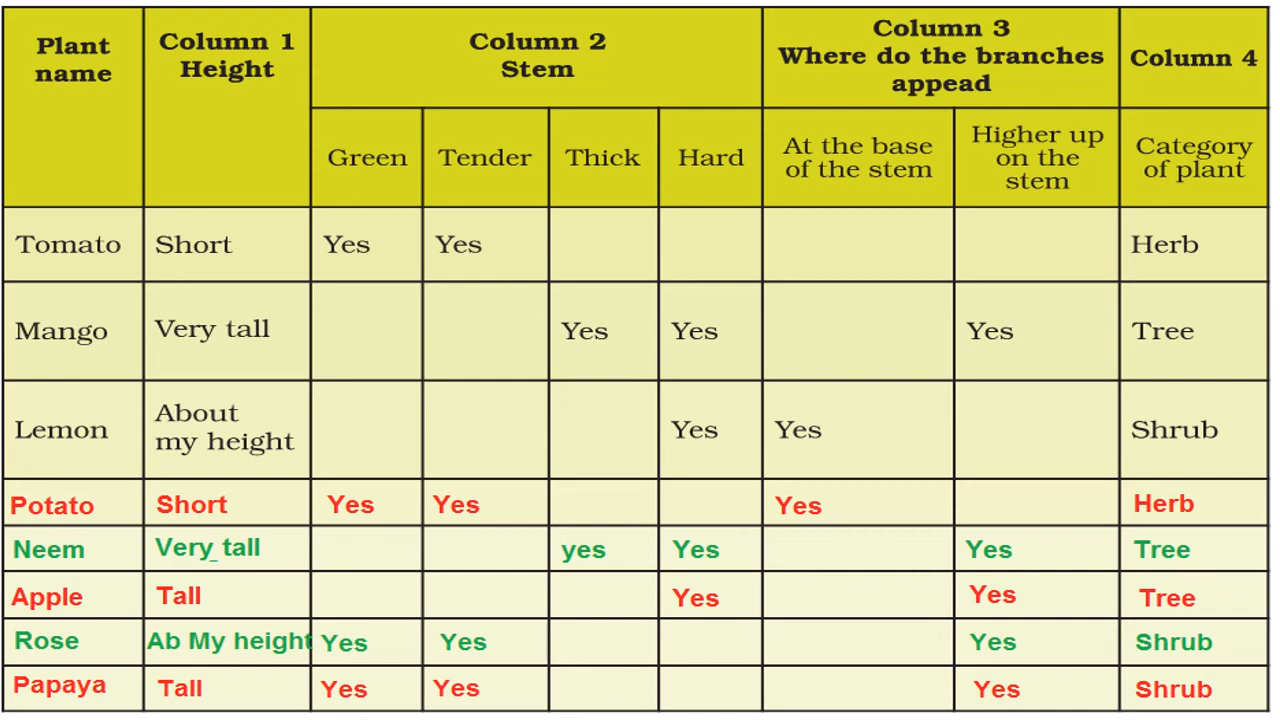 Plant name
Column 1 Height
Column 2 Stem
Column 3 Where do the branches appead
Column 4
Green Tender Thick Hard At the base of the stem Higher up on the stem Category of plant
Tomato Short Yes Yes Herb
Mango Very tall Yes Yes Yes Tree
Lemon About my height Yes Yes Shrub
Potato Short Yes Yes Yes Herb
Neem Very_tall yes Yes Yes Tree
Apple Tall Yes Yes Tree
Rose Ab My height Yes Yes Yes Shrub
Papaya Tall Yes Yes Yes Shrub